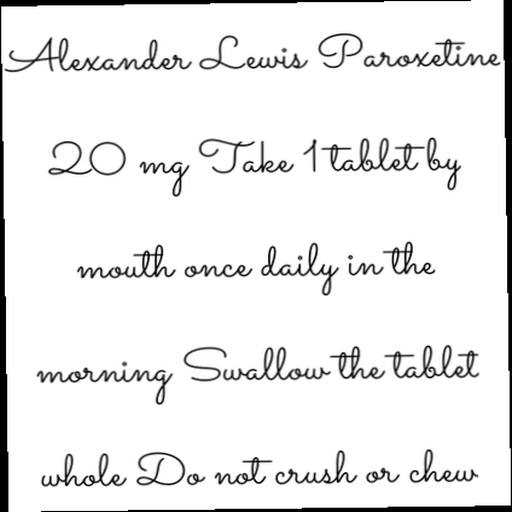 Alexander Lewis Paroxetine
20 mg Take 1 tablet by
mouth once daily in the
morning Swallow the tablet
whole Do not crush or chew